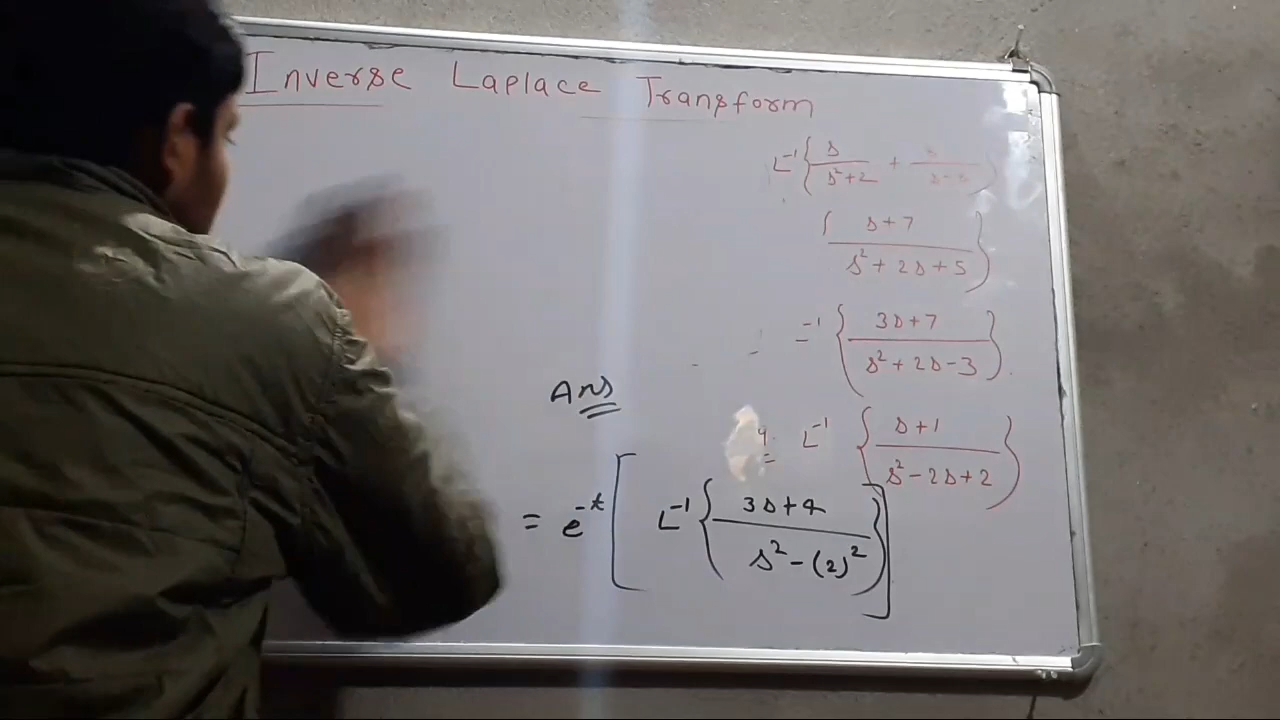 Inverse Laplace Transform
L⁻¹{ s/(s²+2) +
{ (s+7)/(s²+2s+5) }
⁻¹{ (3s+7)/(s²+2s-3) }
Ans
4. L⁻¹ { (s+1)/(s²-2s+2) }
= e⁻ᵗ [ L⁻¹{ (3s+4)/(s²-(2)²) } ]